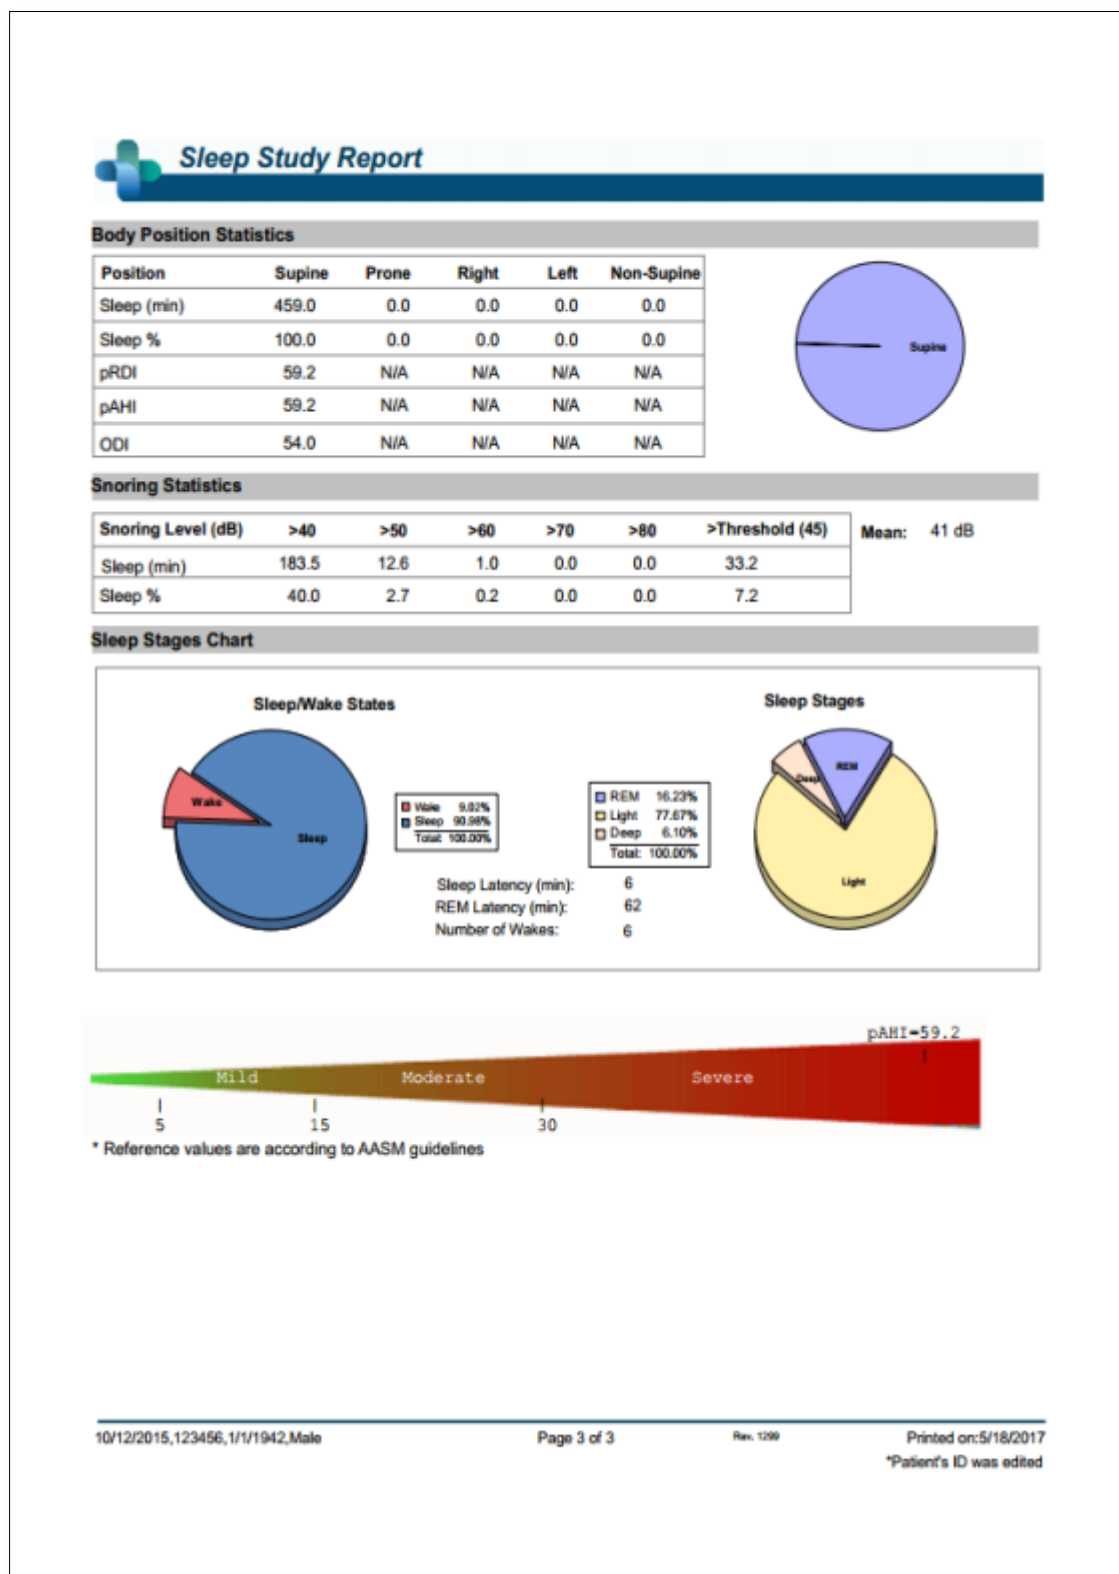 Sleep Study Report
Body Position Statistics
Position Supine Prone Right Left Non-Supine
Sleep (min) 459.0 0.0 0.0 0.0 0.0
Sleep % 100.0 0.0 0.0 0.0 0.0
pRDI 59.2 N/A N/A N/A N/A
pAHI 59.2 N/A N/A N/A N/A
ODI 54.0 N/A N/A N/A N/A
Supine
Snoring Statistics
Snoring Level (dB) >40 >50 >60 >70 >80 >Threshold (45)
Sleep (min) 183.5 12.6 1.0 0.0 0.0 33.2
Sleep % 40.0 2.7 0.2 0.0 0.0 7.2
Mean: 41 dB
Sleep Stages Chart
Sleep/Wake States
Wake
Sleep
Wake 9.02%
Sleep 90.98%
Total: 100.00%
Sleep Stages
REM 16.23%
Light 77.67%
Deep 6.10%
Total: 100.00%
Deep
REM
Light
Sleep Latency (min): 6
REM Latency (min): 62
Number of Wakes: 6
pAHI=59.2
Mild Moderate Severe
5 15 30
* Reference values are according to AASM guidelines
10/12/2015,123456,1/1/1942,Male Page 3 of 3 Rev. 1299 Printed on:5/18/2017
*Patient's ID was edited